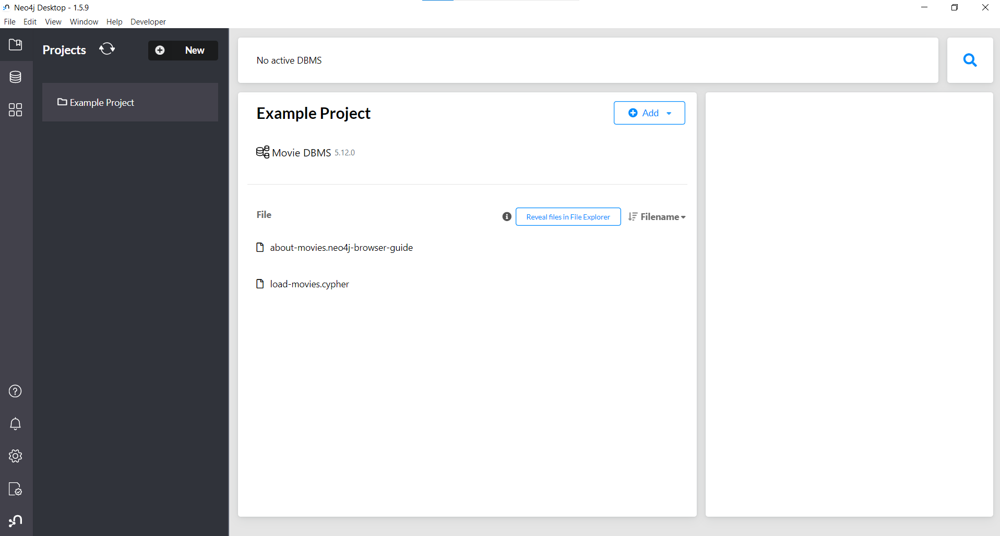 Neo4j Desktop - 1.5.9
File Edit View Window Help Developer
Projects
New
Example Project
No active DBMS
Example Project
Add
Movie DBMS 5.12.0
File
Reveal files in File Explorer
Filename
about-movies.neo4j-browser-guide
load-movies.cypher